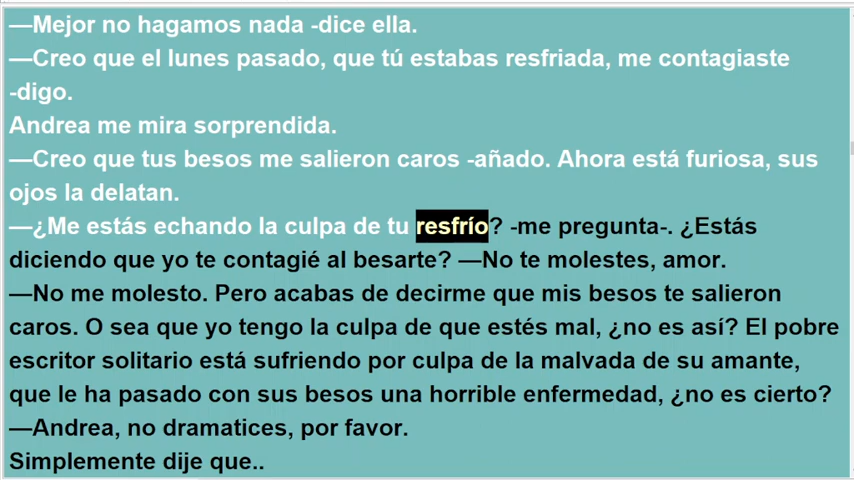 —Mejor no hagamos nada -dice ella.
—Creo que el lunes pasado, que tú estabas resfriada, me contagiaste
-digo.
Andrea me mira sorprendida.
—Creo que tus besos me salieron caros -añado. Ahora está furiosa, sus
ojos la delatan.
—¿Me estás echando la culpa de tu resfrío? -me pregunta-. ¿Estás
diciendo que yo te contagié al besarte? —No te molestes, amor.
—No me molesto. Pero acabas de decirme que mis besos te salieron
caros. O sea que yo tengo la culpa de que estés mal, ¿no es así? El pobre
escritor solitario está sufriendo por culpa de la malvada de su amante,
que le ha pasado con sus besos una horrible enfermedad, ¿no es cierto?
—Andrea, no dramatices, por favor.
Simplemente dije que..